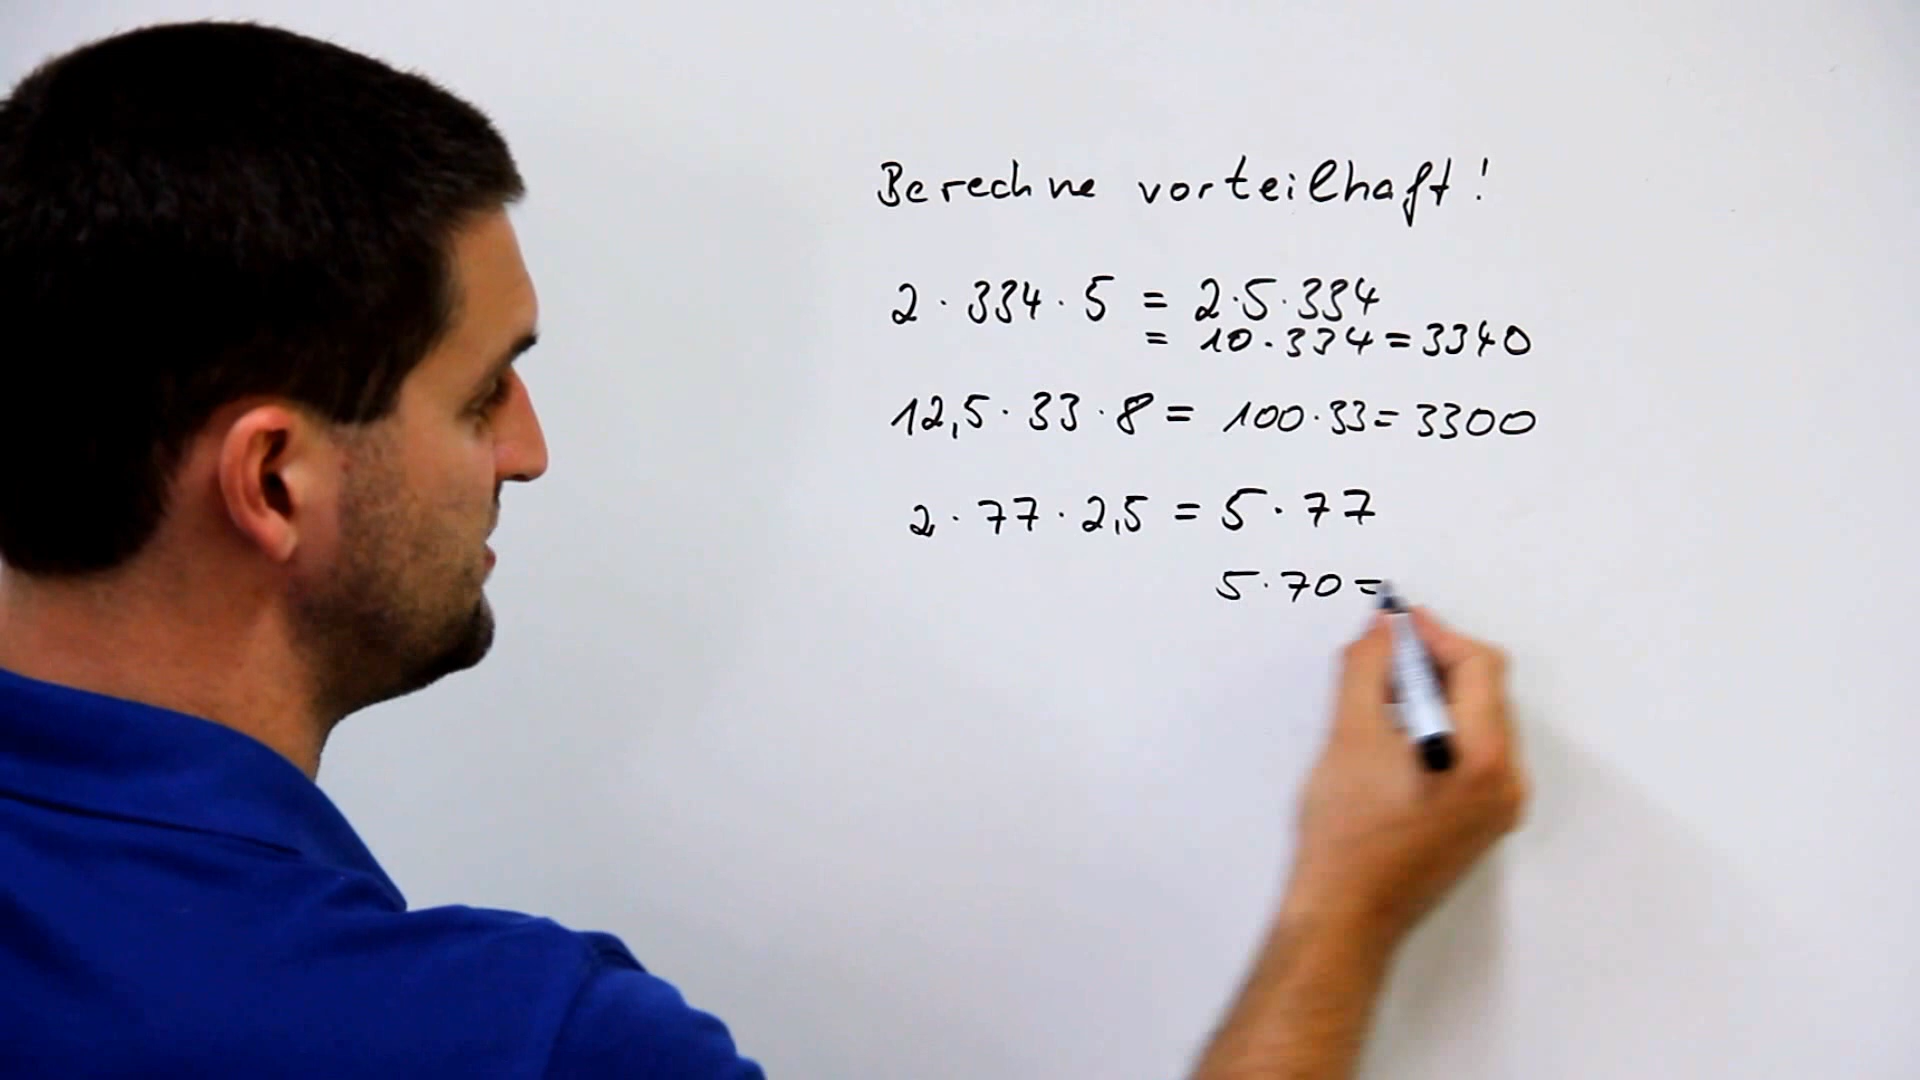 Berechne vorteilhaft!
2 · 334 · 5 = 2·5·334
= 10·334=3340
12,5·33·8= 100·33=3300
2·77·2,5 = 5·77
5·70=